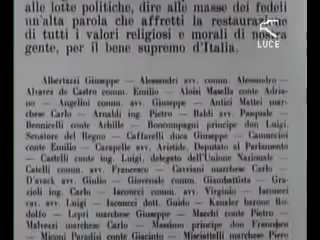 alle lotte politiche, dire alle masse dei fedeli
un'alta parola che affretti la restaurazione
di tutti i valori religiosi e morali di nostra
gente, per il bene supremo d'Italia.
LUCE
Albertazzi Giuseppe — Alessandri avv. comm. Alessandro —
Alvarez de Castro comm. Emilio — Aloisi Masella conte Adria-
no — Angelini comm. avv. Giuseppe — Antici Mattei mar-
chese Carlo — Arnaldi ing. Pietro — Baldi avv. Pasquale —
Bennicelli conte Achille — Boncompagni principe don Luigi,
Senatore del Regno — Caffarelli duca Giuseppe — Canuccini
conte Emilio — Carapelle avv. Aristide, Deputato al Parlamento
— Castelli conte ing. Luigi, delegato dell'Unione Nazionale —
Catelli comm. avv. Francesco — Cavriani marchese Carlo —
D'avack avv. Giulio — Giovenale comm. Giambattista — Gra-
zioli ing. Carlo — Iacoucci comm. avv. Virginio — Iacoucci
cav. avv. Luigi — Iacoucci dott. Guido — Kanzler barone Ro-
dolfo — Lepri marchese Giuseppe — Macchi conte Pietro —
Malvezzi marchese Carlo — Massimo principe don Francesco
— Miconi Paradisi conte Giacinto — Misciattelli marchese Piero